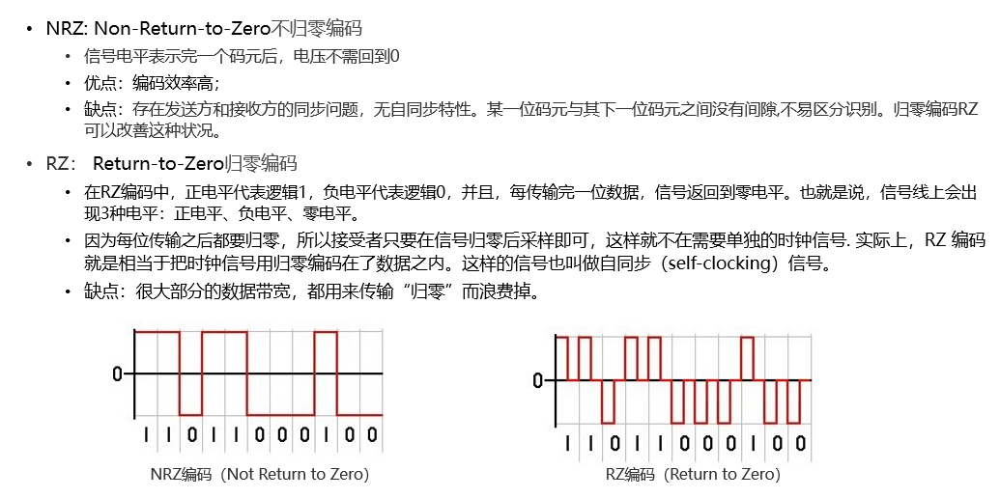 • NRZ: Non-Return-to-Zero不归零编码
• 信号电平表示完一个码元后，电压不需回到0
• 优点：编码效率高；
• 缺点：存在发送方和接收方的同步问题，无自同步特性。某一位码元与其下一位码元之间没有间隙,不易区分识别。归零编码RZ
可以改善这种状况。
• RZ： Return-to-Zero归零编码
• 在RZ编码中，正电平代表逻辑1，负电平代表逻辑0，并且，每传输完一位数据，信号返回到零电平。也就是说，信号线上会出
现3种电平：正电平、负电平、零电平。
• 因为每位传输之后都要归零，所以接受者只要在信号归零后采样即可，这样就不在需要单独的时钟信号. 实际上，RZ 编码
就是相当于把时钟信号用归零编码在了数据之内。这样的信号也叫做自同步（self-clocking）信号。
• 缺点：很大部分的数据带宽，都用来传输“归零”而浪费掉。
0
1 1 0 1 1 0 0 0 1 0 0
NRZ编码（Not Return to Zero）
0
1 1 0 1 1 0 0 0 1 0 0
RZ编码（Return to Zero）